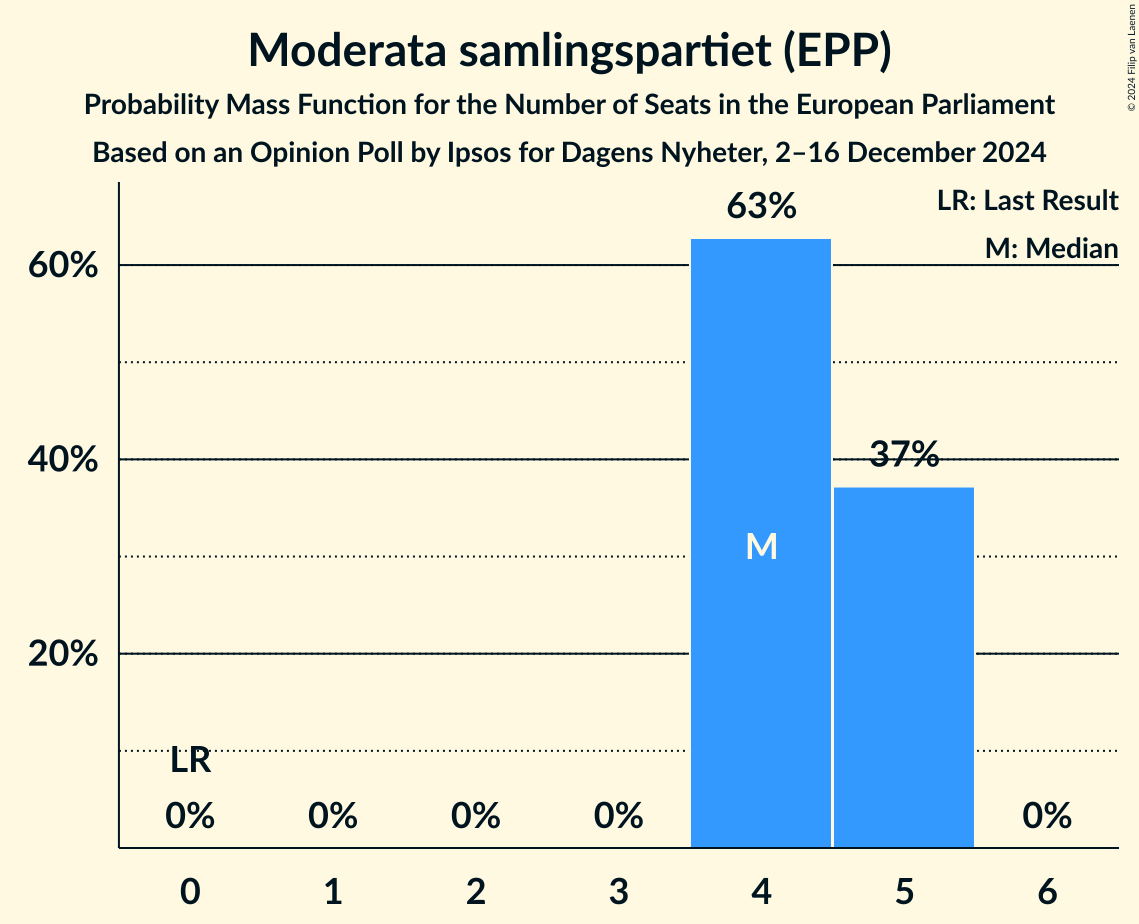 Moderata samlingspartiet (EPP)
Probability Mass Function for the Number of Seats in the European Parliament
Based on an Opinion Poll by Ipsos for Dagens Nyheter, 2–16 December 2024
© 2024 Filip van Laenen
LR: Last Result
M: Median
63%
60%
40%
37%
M
20%
LR
0% 0% 0% 0% 0%
0 1 2 3 4 5 6